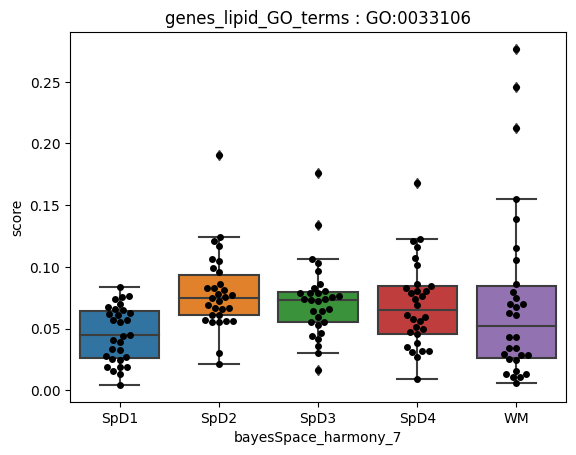 genes_lipid_GO_terms : GO:0033106
0.25
0.20
0.15
0.10
0.05
0.00
score
SpD1 SpD2 SpD3 SpD4 WM
bayesSpace_harmony_7